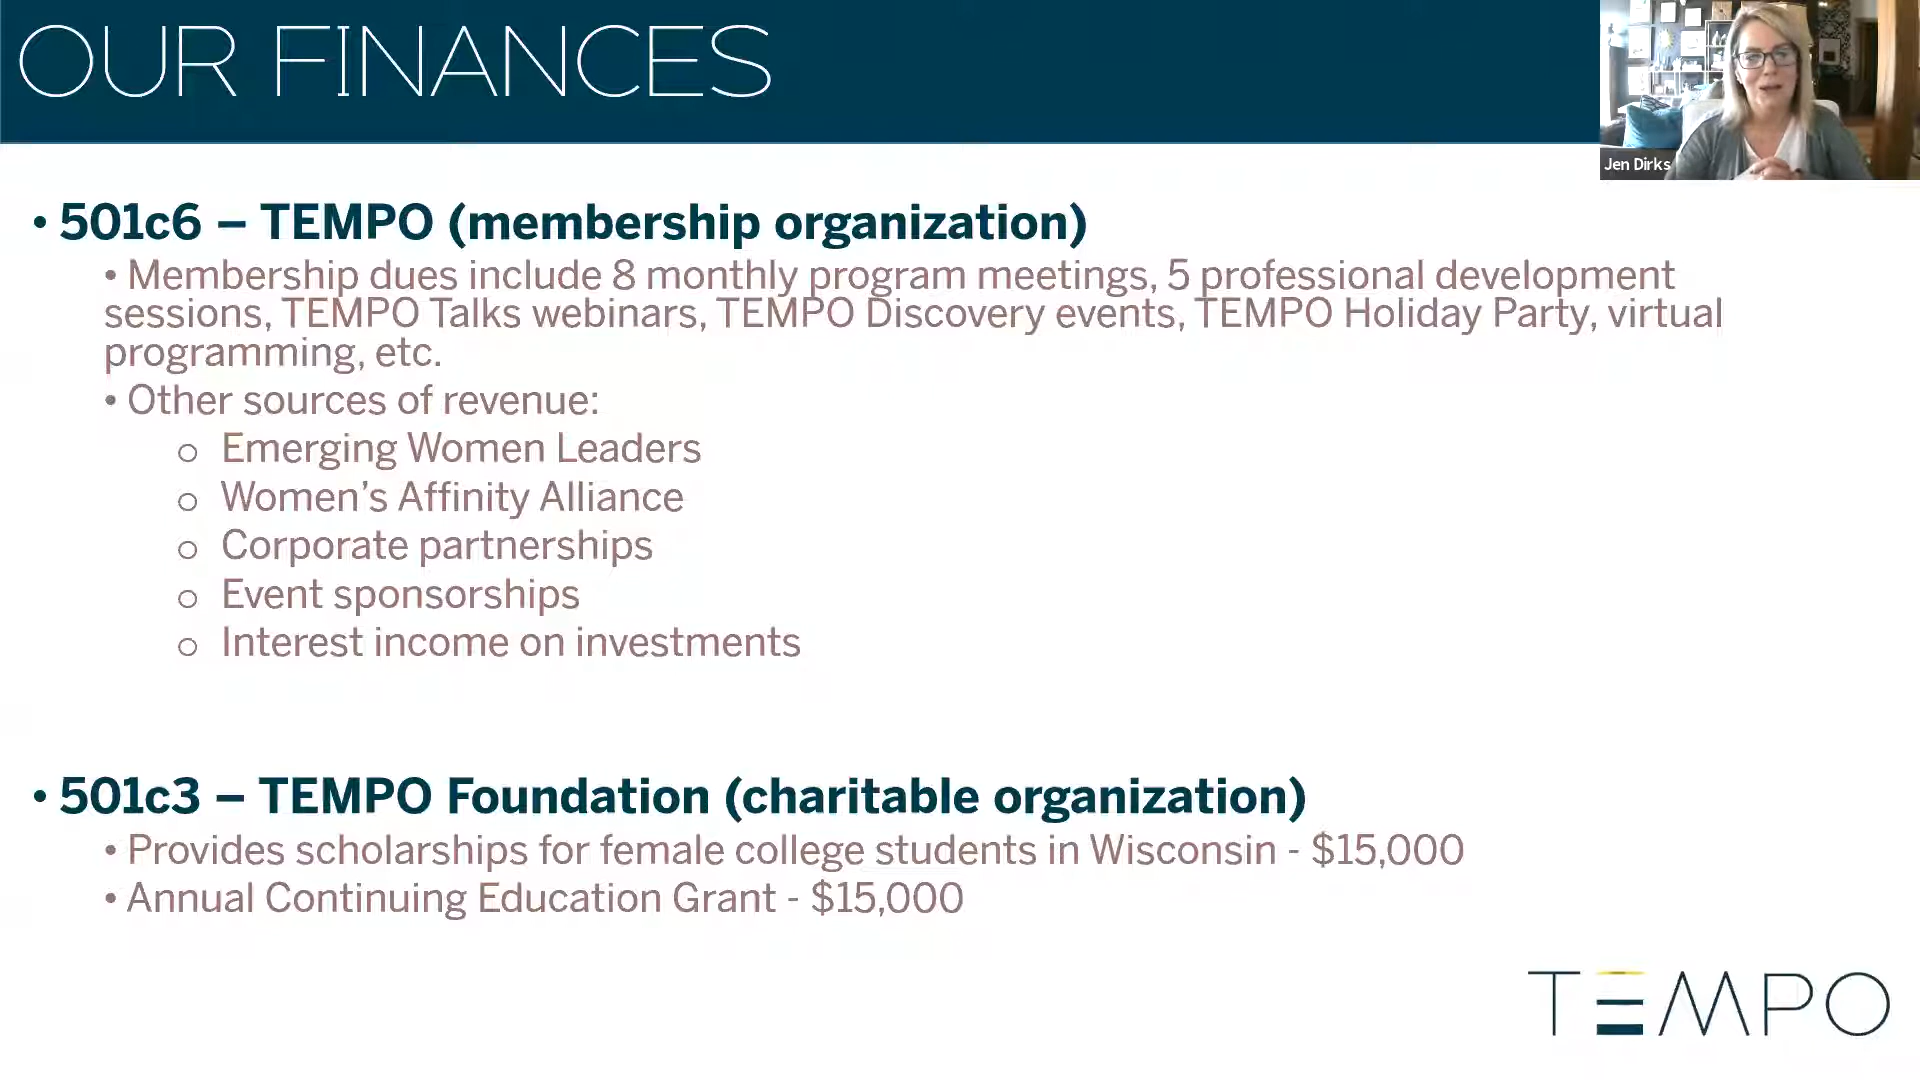 OUR FINANCES
Jen Dirks
• 501c6 – TEMPO (membership organization)
• Membership dues include 8 monthly program meetings, 5 professional development
sessions, TEMPO Talks webinars, TEMPO Discovery events, TEMPO Holiday Party, virtual
programming, etc.
• Other sources of revenue:
o Emerging Women Leaders
o Women’s Affinity Alliance
o Corporate partnerships
o Event sponsorships
o Interest income on investments
• 501c3 – TEMPO Foundation (charitable organization)
• Provides scholarships for female college students in Wisconsin - $15,000
• Annual Continuing Education Grant - $15,000
TEMPO